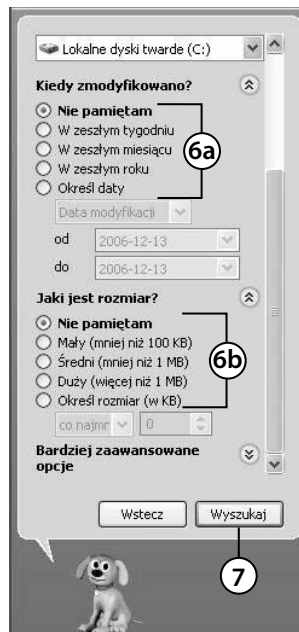 Lokalne dyski twarde (C:)
Kiedy zmodyfikowano?
Nie pamiętam
W zeszłym tygodniu
W zeszłym miesiącu
W zeszłym roku
Określ daty
6a
Data modyfikacji
od 2006-12-13
do 2006-12-13
Jaki jest rozmiar?
Nie pamiętam
Mały (mniej niż 100 KB)
Średni (mniej niż 1 MB)
Duży (więcej niż 1 MB)
Określ rozmiar (w KB)
6b
co najmr 0
Bardziej zaawansowane
opcje
Wstecz Wyszukaj
7